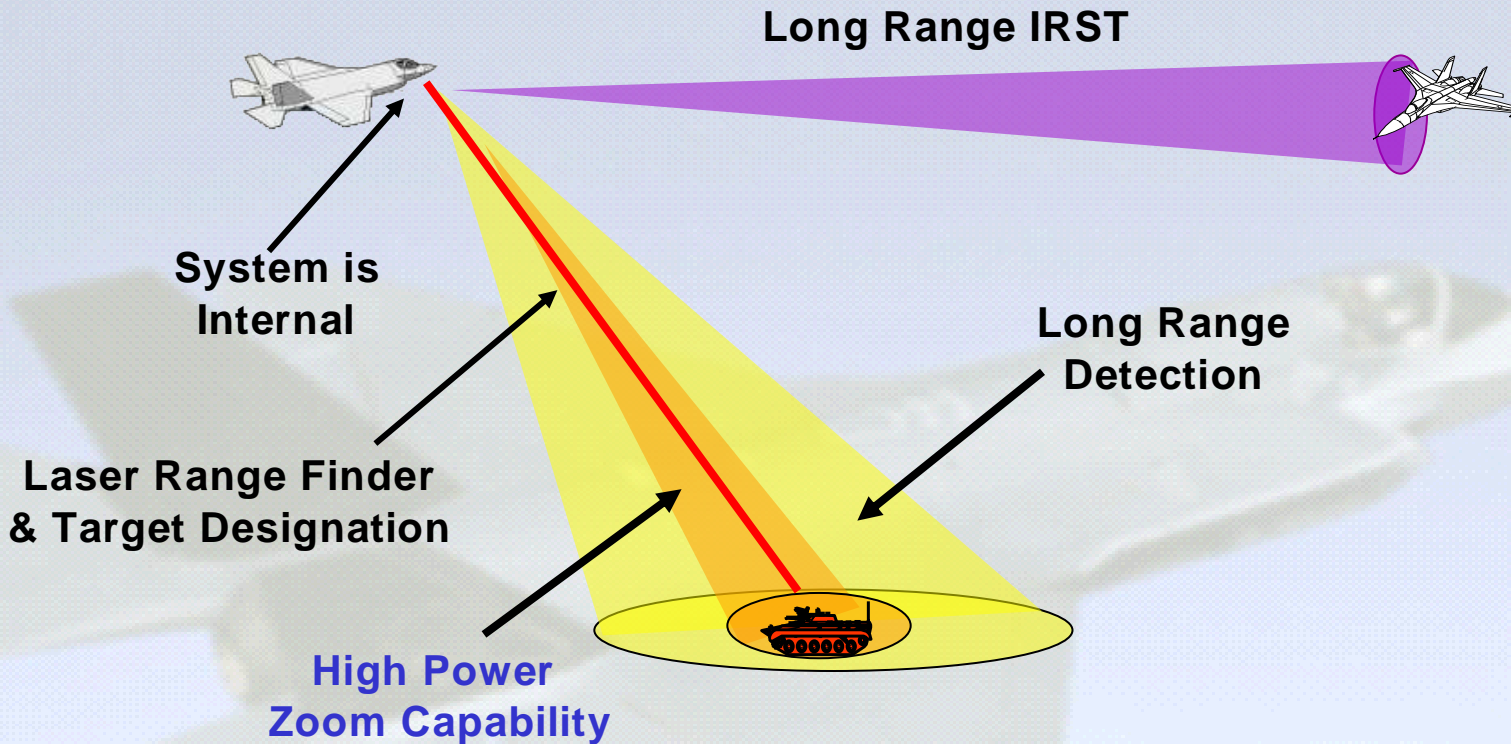 Long Range IRST
System is
Internal
Long Range
Detection
Laser Range Finder
& Target Designation
High Power
Zoom Capability